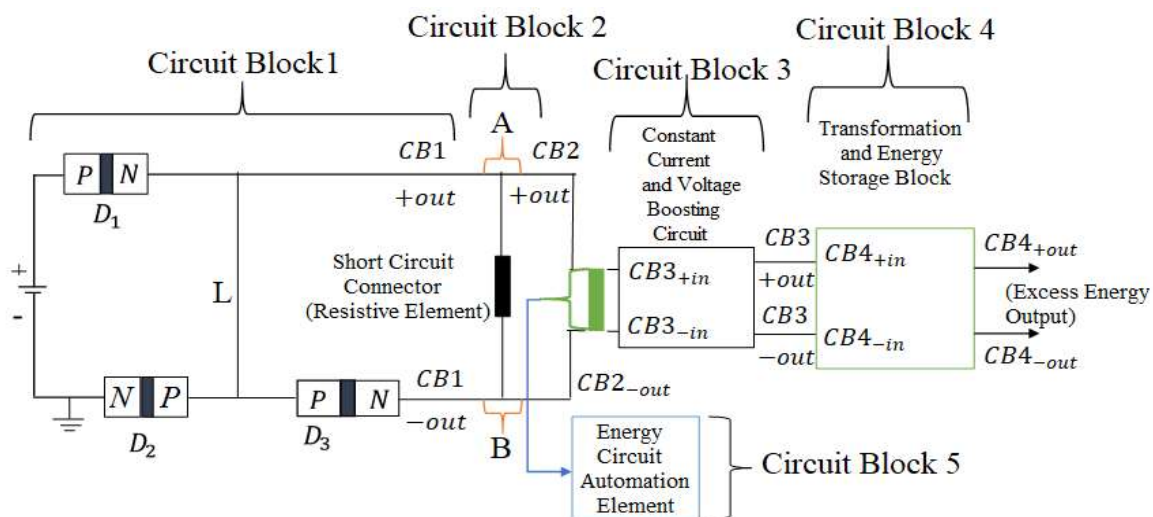 Circuit Block1
Circuit Block 2
Circuit Block 3
Circuit Block 4
Constant
Current
and Voltage
Boosting
Circuit
Transformation
and Energy
Storage Block
A
CB1
+out
CB2
+out
P N
D₁
+
-
L
Short Circuit
Connector
(Resistive Element)
CB3₊in
CB3₋in
CB3
+out
CB3
−out
CB4₊in
CB4₋in
CB4₊out
(Excess Energy
Output)
CB4₋out
N P
D₂
P N
D₃
CB1
−out
CB2₋out
B
Energy
Circuit
Automation
Element
Circuit Block 5